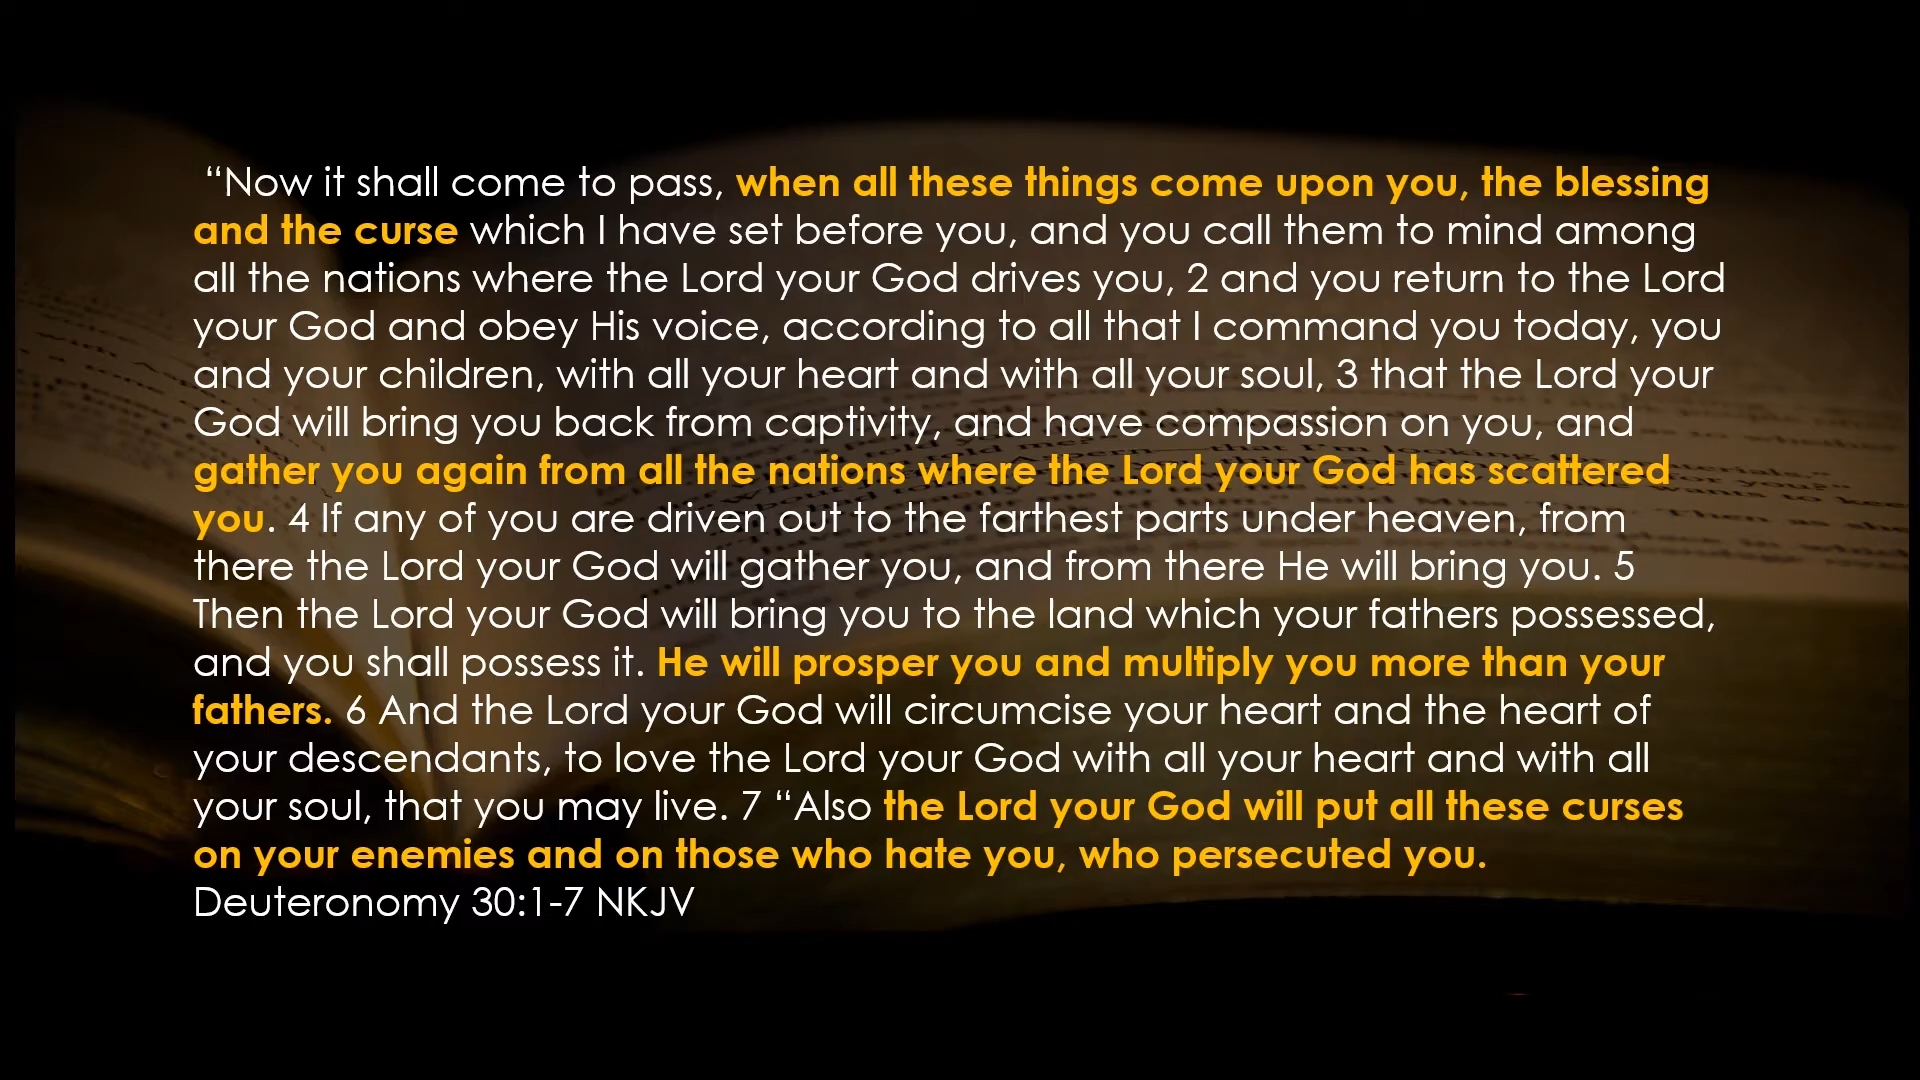 “Now it shall come to pass, when all these things come upon you, the blessing
and the curse which I have set before you, and you call them to mind among
all the nations where the Lord your God drives you, 2 and you return to the Lord
your God and obey His voice, according to all that I command you today, you
and your children, with all your heart and with all your soul, 3 that the Lord your
God will bring you back from captivity, and have compassion on you, and
gather you again from all the nations where the Lord your God has scattered
you. 4 If any of you are driven out to the farthest parts under heaven, from
there the Lord your God will gather you, and from there He will bring you. 5
Then the Lord your God will bring you to the land which your fathers possessed,
and you shall possess it. He will prosper you and multiply you more than your
fathers. 6 And the Lord your God will circumcise your heart and the heart of
your descendants, to love the Lord your God with all your heart and with all
your soul, that you may live. 7 “Also the Lord your God will put all these curses
on your enemies and on those who hate you, who persecuted you.
Deuteronomy 30:1-7 NKJV